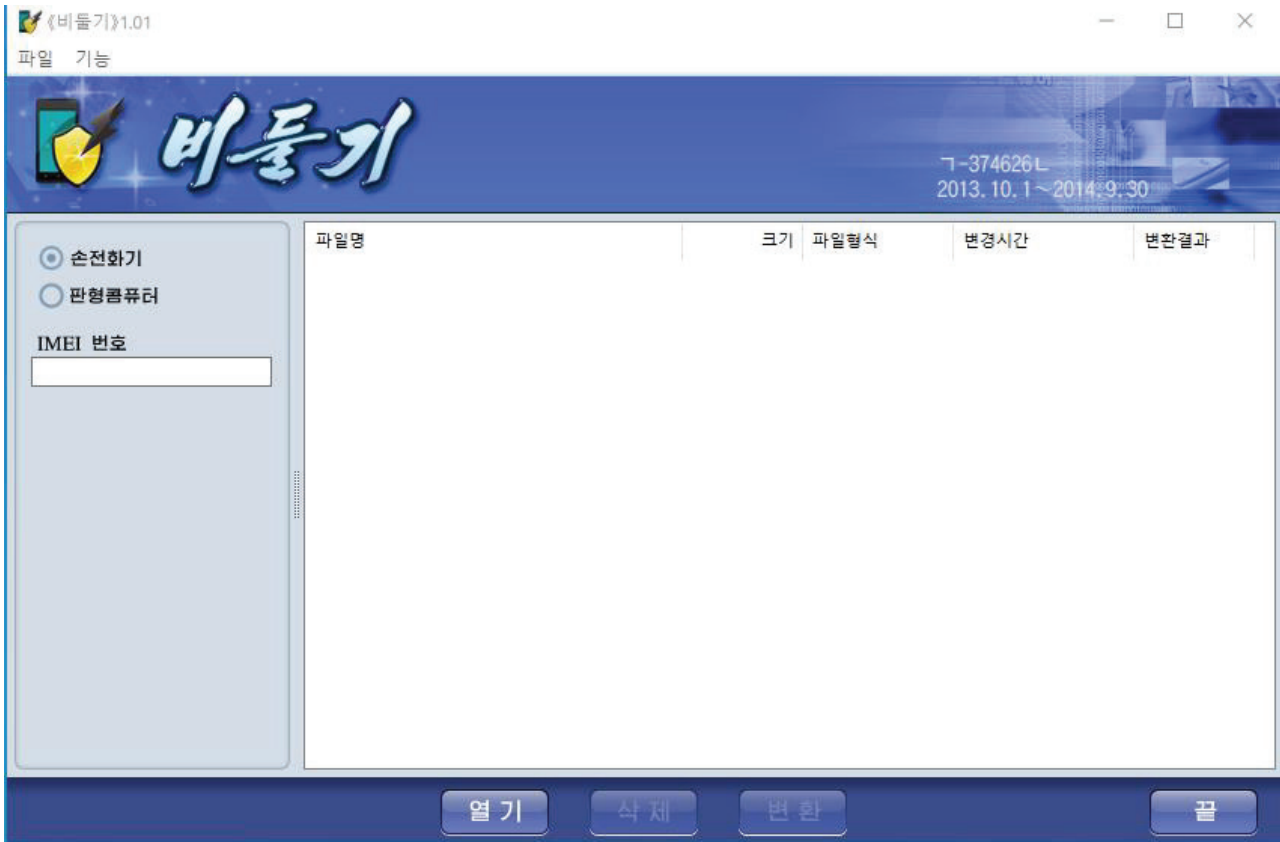 《비둘기》1.01
파일 기능
비둘기
ㄱ-374626ㄴ
2013.10.1~2014.9.30
손전화기
판형콤퓨터
IMEI 번호
파일명 크기 파일형식 변경시간 변환결과
열기 삭제 변환 끝